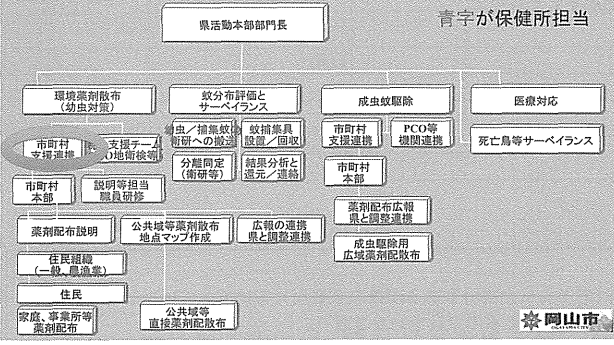 県活動本部部門長
青字が保健所担当
環境薬剤散布
(幼虫対策)
蚊分布評価と
サーベイランス
成虫蚊駆除
医療対応
市町村
支援連携
支援チーム
地衛検等)
幼虫/捕集蚊の
衛研への搬送
蚊捕集具
設置/回収
市町村
支援連携
PCO等
機関連携
死亡鳥等サーベイランス
市町村
本部
説明等担当
職員研修
分離同定
(衛研等)
結果分析と
還元/連絡
市町村
本部
薬剤配布説明
公共域等薬剤散布
地点マップ作成
広報の連携
県と調整連携
薬剤配布広報
県と調整連携
住民組織
(一般、農漁業)
成虫駆除用
広域薬剤配散布
住民
家庭、事業所等
薬剤配布
公共域等
直接薬剤配散布
岡山市